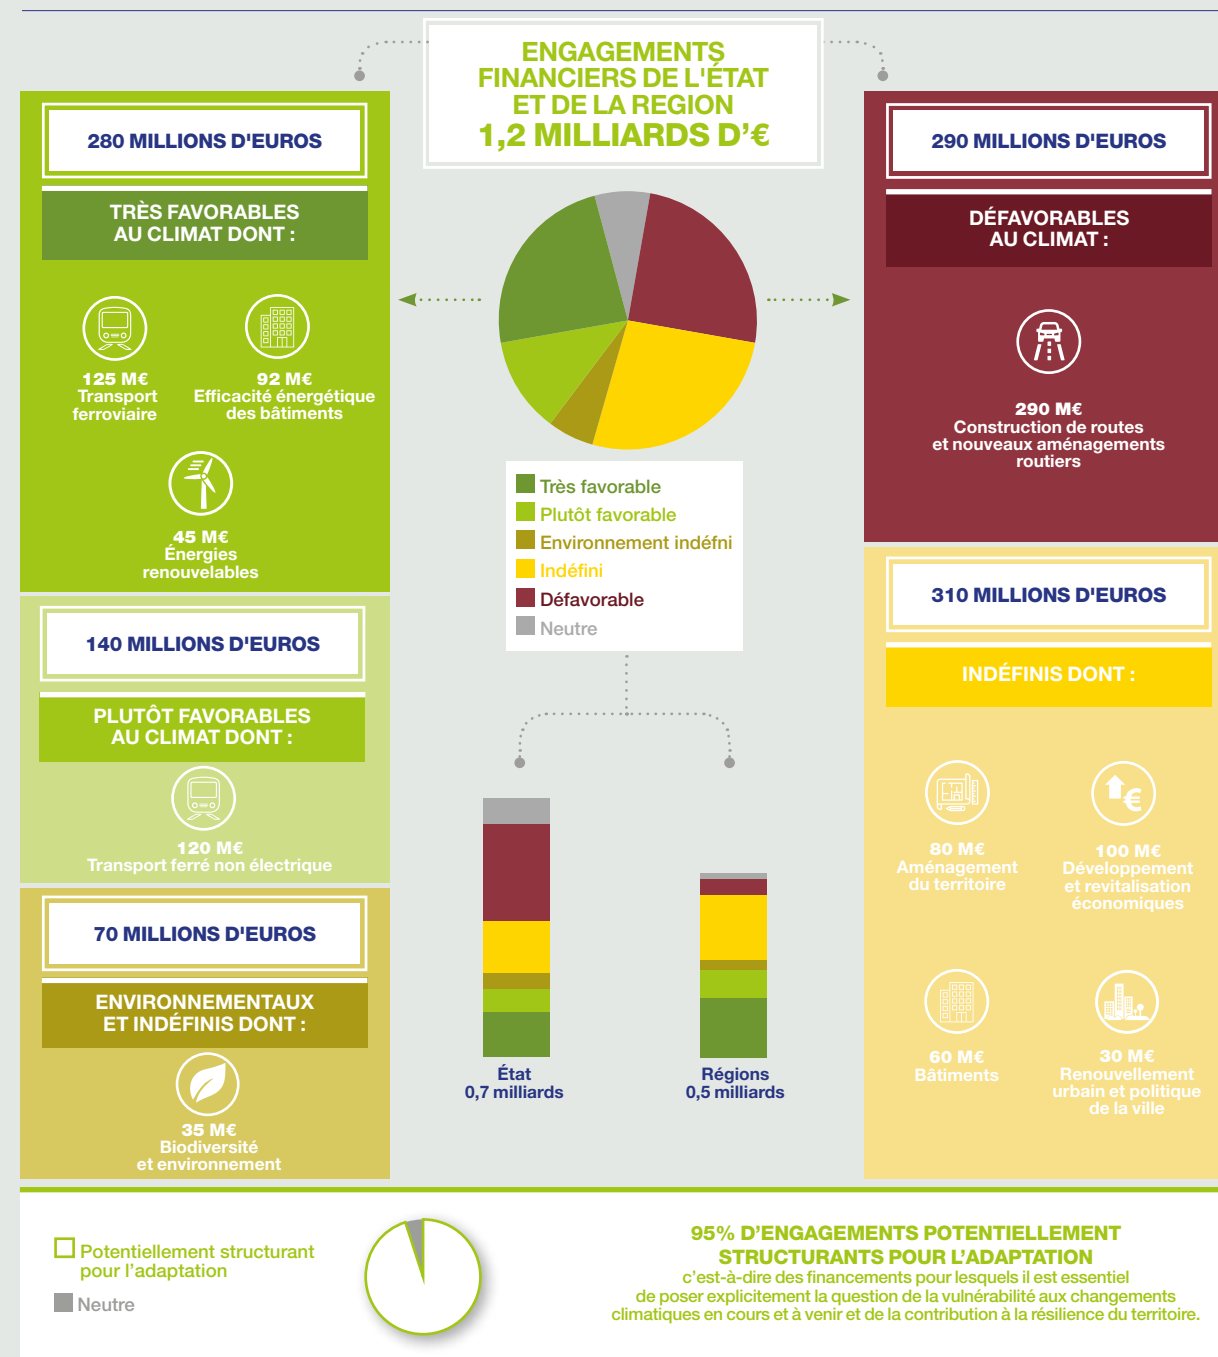 ENGAGEMENTS
FINANCIERS DE L'ÉTAT
ET DE LA REGION
1,2 MILLIARDS D'€
280 MILLIONS D'EUROS
TRÈS FAVORABLES
AU CLIMAT DONT :
125 M€
Transport
ferroviaire
92 M€
Efficacité énergétique
des bâtiments
45 M€
Énergies
renouvelables
140 MILLIONS D'EUROS
PLUTÔT FAVORABLES
AU CLIMAT DONT :
120 M€
Transport ferré non électrique
70 MILLIONS D'EUROS
ENVIRONNEMENTAUX
ET INDÉFINIS DONT :
35 M€
Biodiversité
et environnement
Très favorable
Plutôt favorable
Environnement indéfni
Indéfini
Défavorable
Neutre
État
0,7 milliards
Régions
0,5 milliards
290 MILLIONS D'EUROS
DÉFAVORABLES
AU CLIMAT :
290 M€
Construction de routes
et nouveaux aménagements
routiers
310 MILLIONS D'EUROS
INDÉFINIS DONT :
80 M€
Aménagement
du territoire
€
100 M€
Développement
et revitalisation
économiques
60 M€
Bâtiments
30 M€
Renouvellement
urbain et politique
de la ville
Potentiellement structurant
pour l'adaptation
Neutre
95% D'ENGAGEMENTS POTENTIELLEMENT
STRUCTURANTS POUR L'ADAPTATION
c'est-à-dire des financements pour lesquels il est essentiel
de poser explicitement la question de la vulnérabilité aux changements
climatiques en cours et à venir et de la contribution à la résilience du territoire.